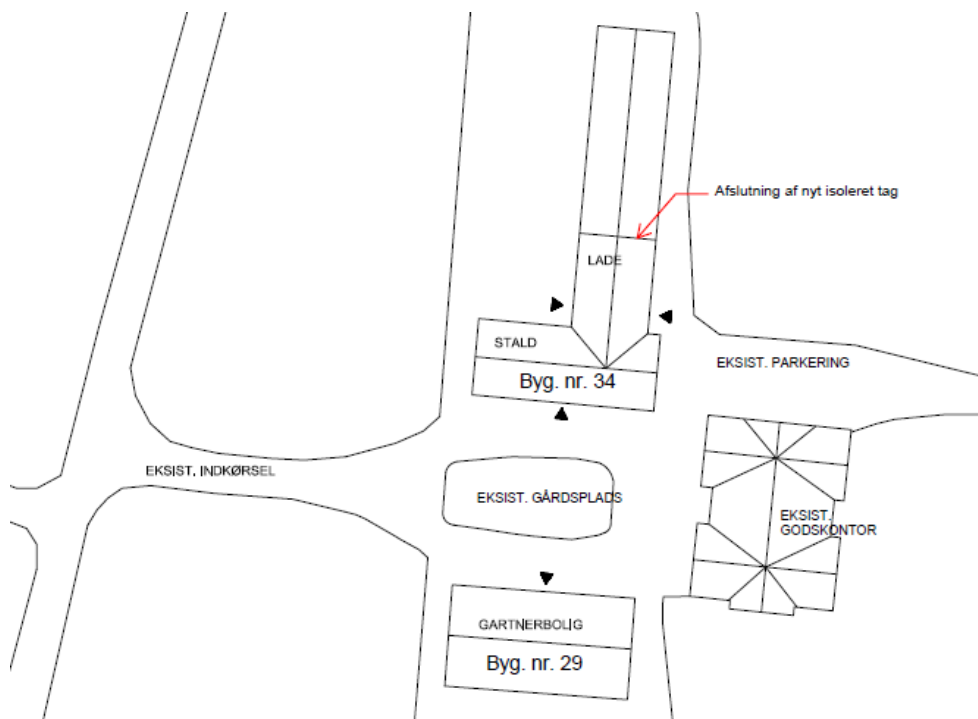 Afslutning af nyt isoleret tag
LADE
STALD
EKSIST. PARKERING
Byg. nr. 34
EKSIST. INDKØRSEL
EKSIST. GÅRDSPLADS
EKSIST.
GODSKONTOR
GARTNERBOLIG
Byg. nr. 29